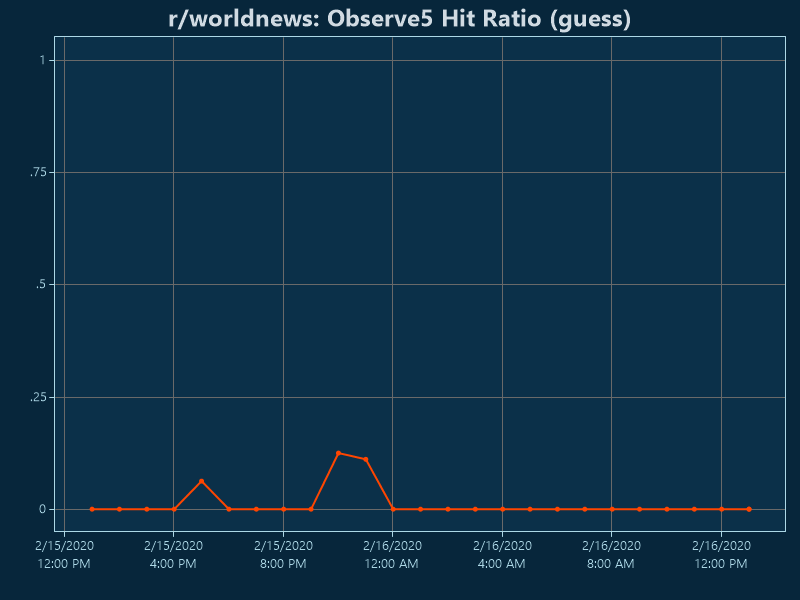 r/worldnews: Observe5 Hit Ratio (guess)
1
.75
.5
.25
0
2/15/2020 2/15/2020 2/15/2020 2/16/2020 2/16/2020 2/16/2020 2/16/2020
12:00 PM 4:00 PM 8:00 PM 12:00 AM 4:00 AM 8:00 AM 12:00 PM